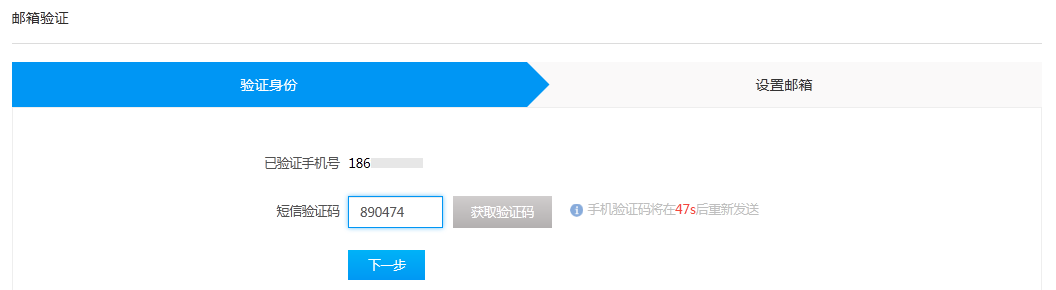 邮箱验证
验证身份 设置邮箱
已验证手机号 186
短信验证码 890474 获取验证码 手机验证码将在47s后重新发送
下一步